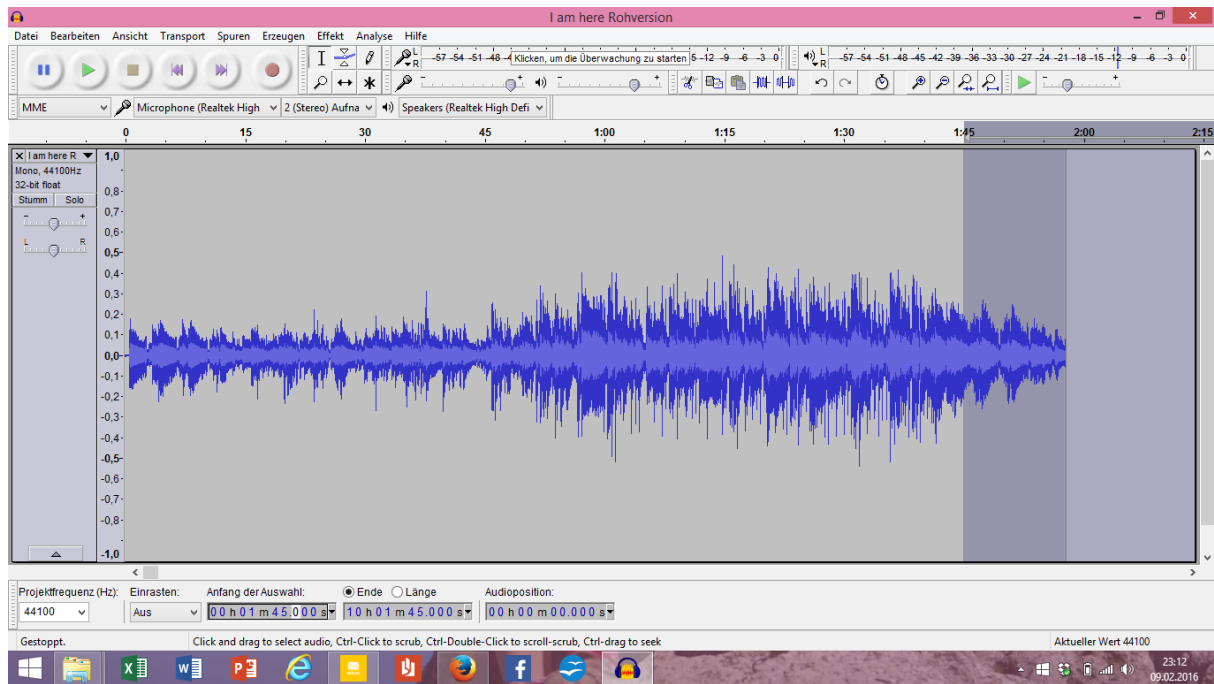 I am here Rohversion
Datei Bearbeiten Ansicht Transport Spuren Erzeugen Effekt Analyse Hilfe
L R -57 -54 -51 -48 -4 Klicken, um die Überwachung zu starten 5 -12 -9 -6 -3 0 L R -57 -54 -51 -48 -45 -42 -39 -36 -33 -30 -27 -24 -21 -18 -15 -12 -9 -6 -3 0
- + - + - +
MME Microphone (Realtek High 2 (Stereo) Aufna Speakers (Realtek High Defi
0 15 30 45 1:00 1:15 1:30 1:45 2:00 2:15
X I am here R 1,0
Mono, 44100Hz
32-bit float
0,8
Stumm Solo
0,7
- +
0,6
L R
0,5
0,4
0,3
0,2
0,1
0,0
-0,1
-0,2
-0,3
-0,4
-0,5
-0,6
-0,7
-0,8
-1,0
Projektfrequenz (Hz): Einrasten: Anfang der Auswahl: Ende Länge Audioposition:
44100 Aus 00 h 01 m 45.000 s 10 h 01 m 45.000 s 00 h 00 m 00.000 s
Gestoppt. Click and drag to select audio, Ctrl-Click to scrub, Ctrl-Double-Click to scroll-scrub, Ctrl-drag to seek Aktueller Wert 44100
23:12
09.02.2016